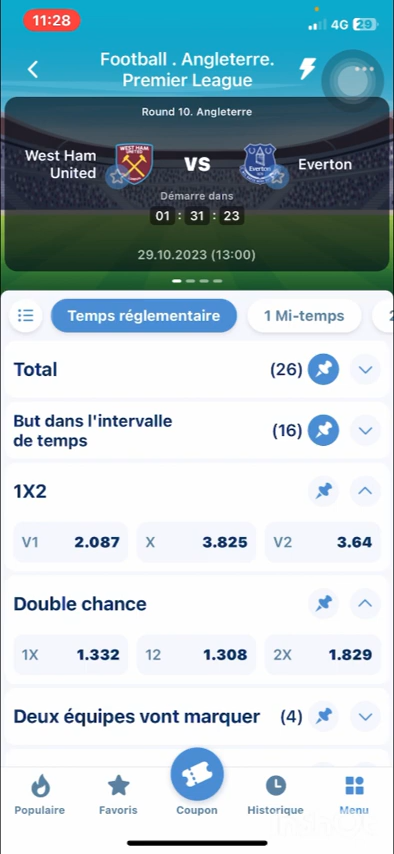 11:28
4G 29
Football . Angleterre.
Premier League
Round 10. Angleterre
West Ham
United
VS
Everton
Démarre dans
01 : 31 : 23
29.10.2023 (13:00)
Temps réglementaire
1 Mi-temps
2
Total (26)
But dans l'intervalle
de temps (16)
1X2
V1 2.087 X 3.825 V2 3.64
Double chance
1X 1.332 12 1.308 2X 1.829
Deux équipes vont marquer (4)
Populaire Favoris Coupon Historique Menu